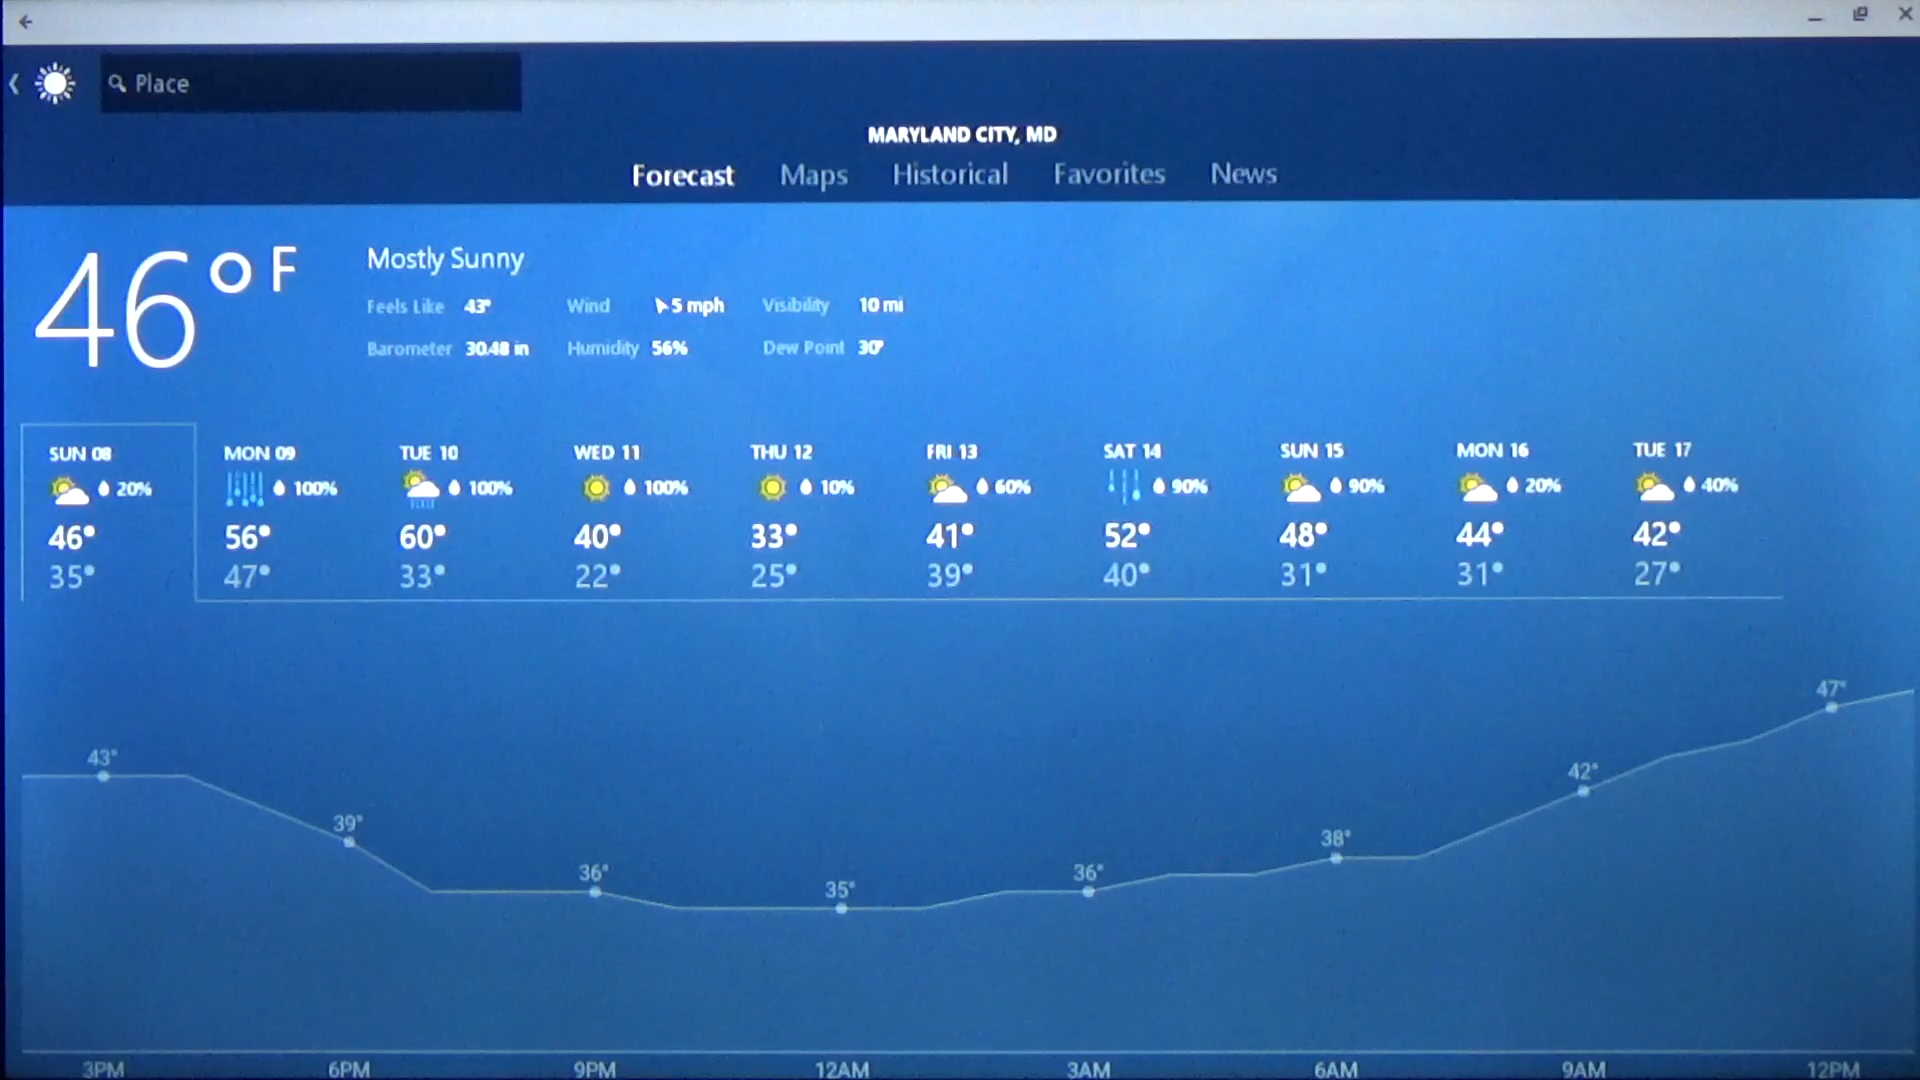 Place
MARYLAND CITY, MD
Forecast Maps Historical Favorites News
46°F
Mostly Sunny
Feels Like 43° Wind 5 mph Visibility 10 mi
Barometer 30.48 in Humidity 56% Dew Point 30°
SUN 08 MON 09 TUE 10 WED 11 THU 12 FRI 13 SAT 14 SUN 15 MON 16 TUE 17
20% 100% 100% 100% 10% 60% 90% 90% 20% 40%
46° 56° 60° 40° 33° 41° 52° 48° 44° 42°
35° 47° 33° 22° 25° 39° 40° 31° 31° 27°
43° 39° 36° 35° 36° 38° 42° 47°
3PM 6PM 9PM 12AM 3AM 6AM 9AM 12PM